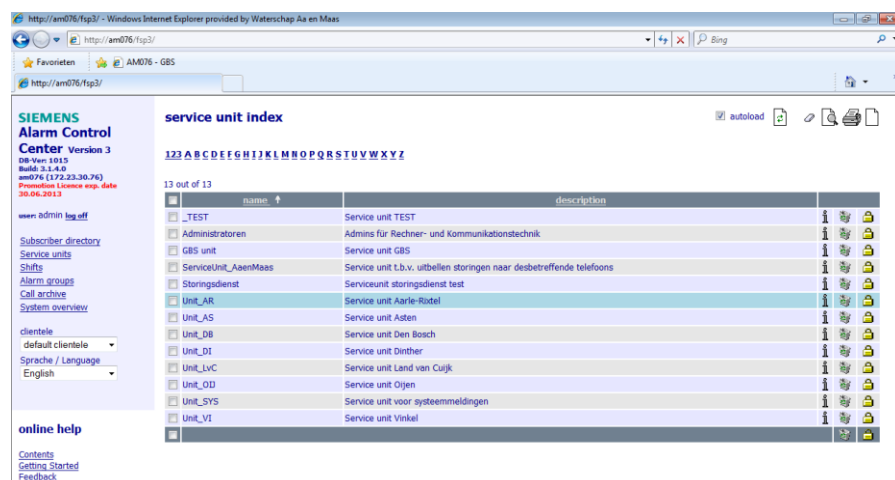 http://am076/fsp3/ - Windows Internet Explorer provided by Waterschap Aa en Maas
http://am076/fsp3/
Bing
Favorieten
AM076 - GBS
http://am076/fsp3/
SIEMENS
Alarm Control
Center Version 3
DB-Ver: 1015
Build: 3.1.4.0
am076 (172.23.30.76)
Promotion Licence exp. date
30.06.2013
user: admin log off
Subscriber directory
Service units
Shifts
Alarm groups
Call archive
System overview
clientele
default clientele
Sprache / Language
English
online help
Contents
Getting Started
Feedback
service unit index
autoload
123 A B C D E F G H I J K L M N O P Q R S T U V W X Y Z
13 out of 13
name description
_TEST Service unit TEST
Administratoren Admins für Rechner- und Kommunikationstechnik
GBS unit Service unit GBS
ServiceUnit_AaenMaas Service unit t.b.v. uitbellen storingen naar desbetreffende telefoons
Storingsdienst Serviceunit storingsdienst test
Unit_AR Service unit Aarle-Rixtel
Unit_AS Service unit Asten
Unit_DB Service unit Den Bosch
Unit_DI Service unit Dinther
Unit_LvC Service unit Land van Cuijk
Unit_OIJ Service unit Oijen
Unit_SYS Service unit voor systeemmeldingen
Unit_VI Service unit Vinkel